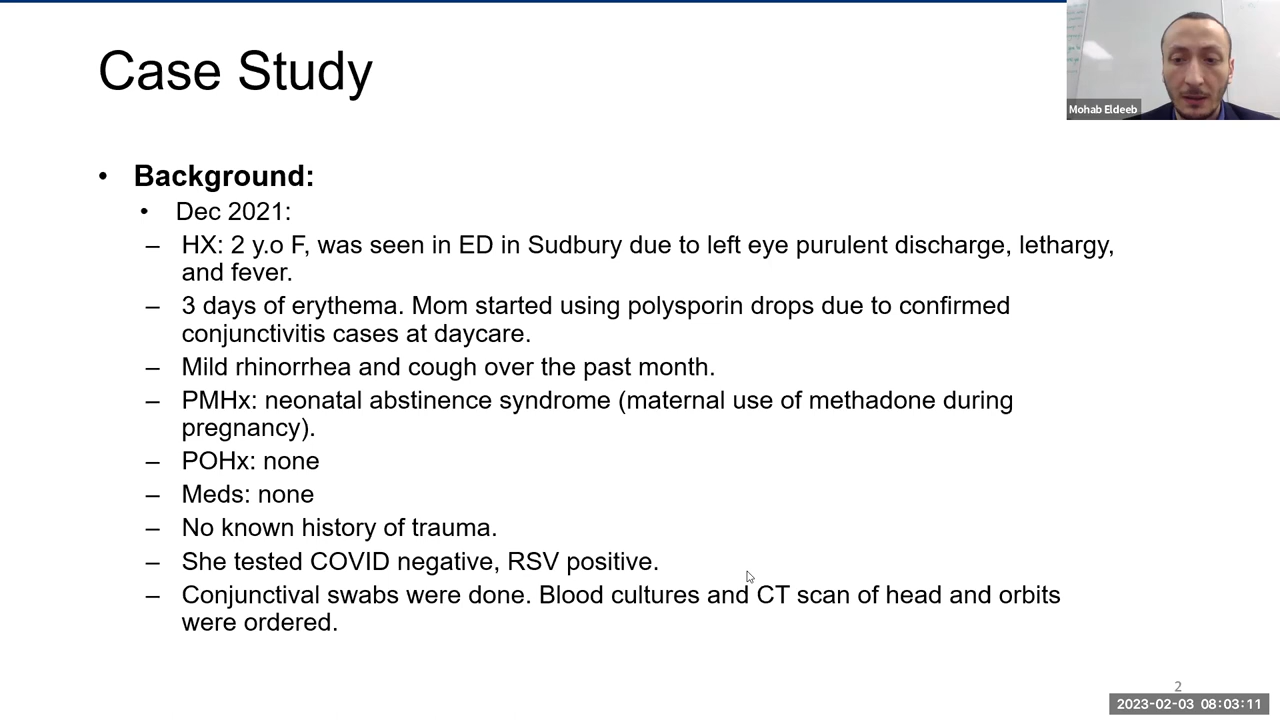 Case Study
Mohab Eldeeb
• Background:
• Dec 2021:
– HX: 2 y.o F, was seen in ED in Sudbury due to left eye purulent discharge, lethargy,
and fever.
– 3 days of erythema. Mom started using polysporin drops due to confirmed
conjunctivitis cases at daycare.
– Mild rhinorrhea and cough over the past month.
– PMHx: neonatal abstinence syndrome (maternal use of methadone during
pregnancy).
– POHx: none
– Meds: none
– No known history of trauma.
– She tested COVID negative, RSV positive.
– Conjunctival swabs were done. Blood cultures and CT scan of head and orbits
were ordered.
2
2023-02-03 08:03:11